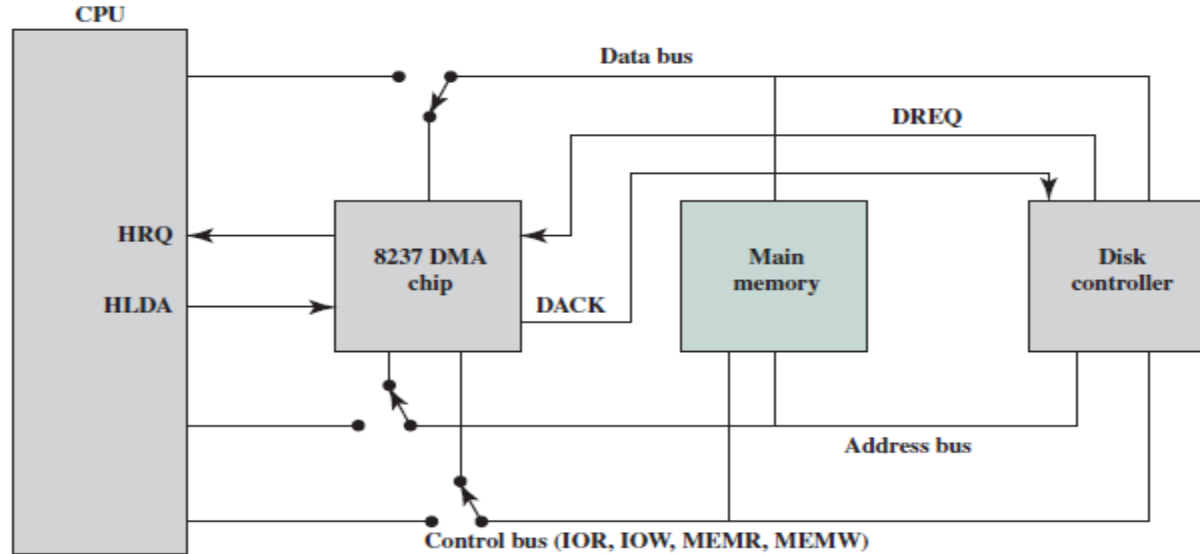 CPU
Data bus
DREQ
HRQ
8237 DMA
chip
Main
memory
Disk
controller
HLDA
DACK
Address bus
Control bus (IOR, IOW, MEMR, MEMW)